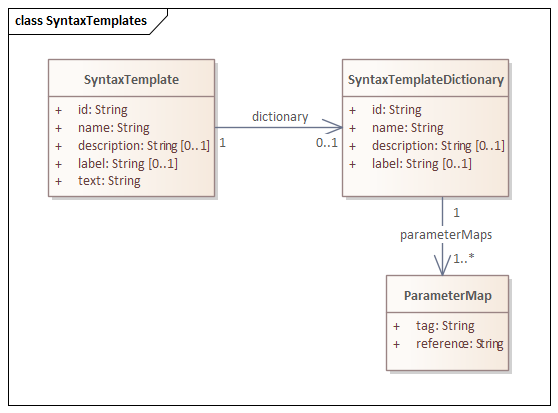 class SyntaxTemplates
SyntaxTemplate
+ id: String
+ name: String
+ description: String [0..1]
+ label: String [0..1]
+ text: String
dictionary
1
0..1
SyntaxTemplateDictionary
+ id: String
+ name: String
+ description: String [0..1]
+ label: String [0..1]
1
parameterMaps
1..*
ParameterMap
+ tag: String
+ reference: String